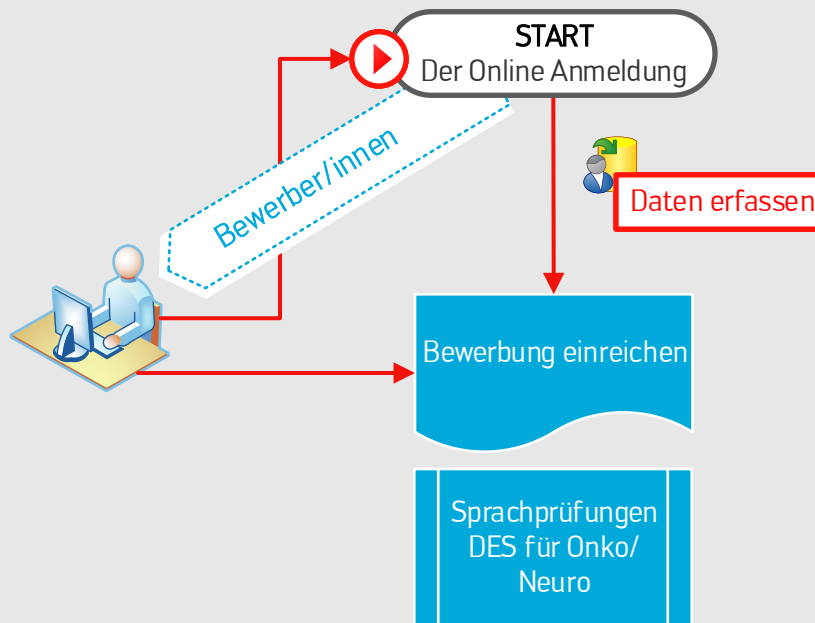 START
Der Online Anmeldung
Bewerber/innen
Daten erfassen
Bewerbung einreichen
Sprachprüfungen
DES für Onko/
Neuro